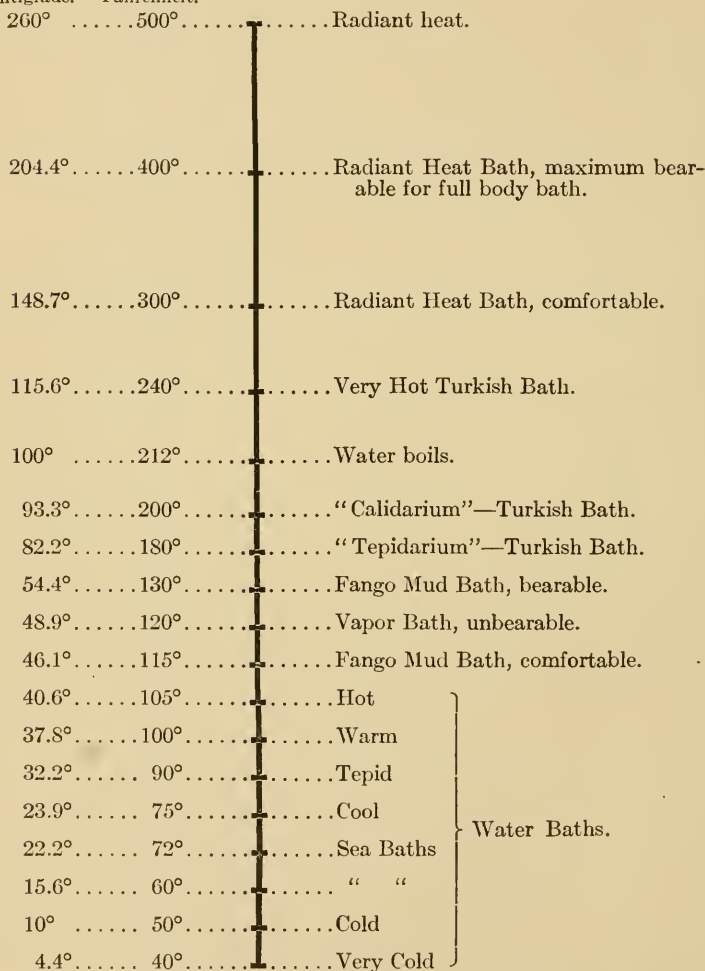 260° ......500°............Radiant heat.
204.4°......400°............Radiant Heat Bath, maximum bear-
able for full body bath.
148.7°......300°............Radiant Heat Bath, comfortable.
115.6°......240°............Very Hot Turkish Bath.
100° ......212°............Water boils.
93.3°......200°............“Calidarium”—Turkish Bath.
82.2°......180°............“Tepidarium”—Turkish Bath.
54.4°......130°............Fango Mud Bath, bearable.
48.9°......120°............Vapor Bath, unbearable.
46.1°......115°............Fango Mud Bath, comfortable.
40.6°......105°............Hot
37.8°......100°............Warm
32.2°...... 90°............Tepid
23.9°...... 75°............Cool
Water Baths.
22.2°...... 72°............Sea Baths
15.6°...... 60°............ “ “
10° ...... 50°............Cold
4.4°...... 40°............Very Cold